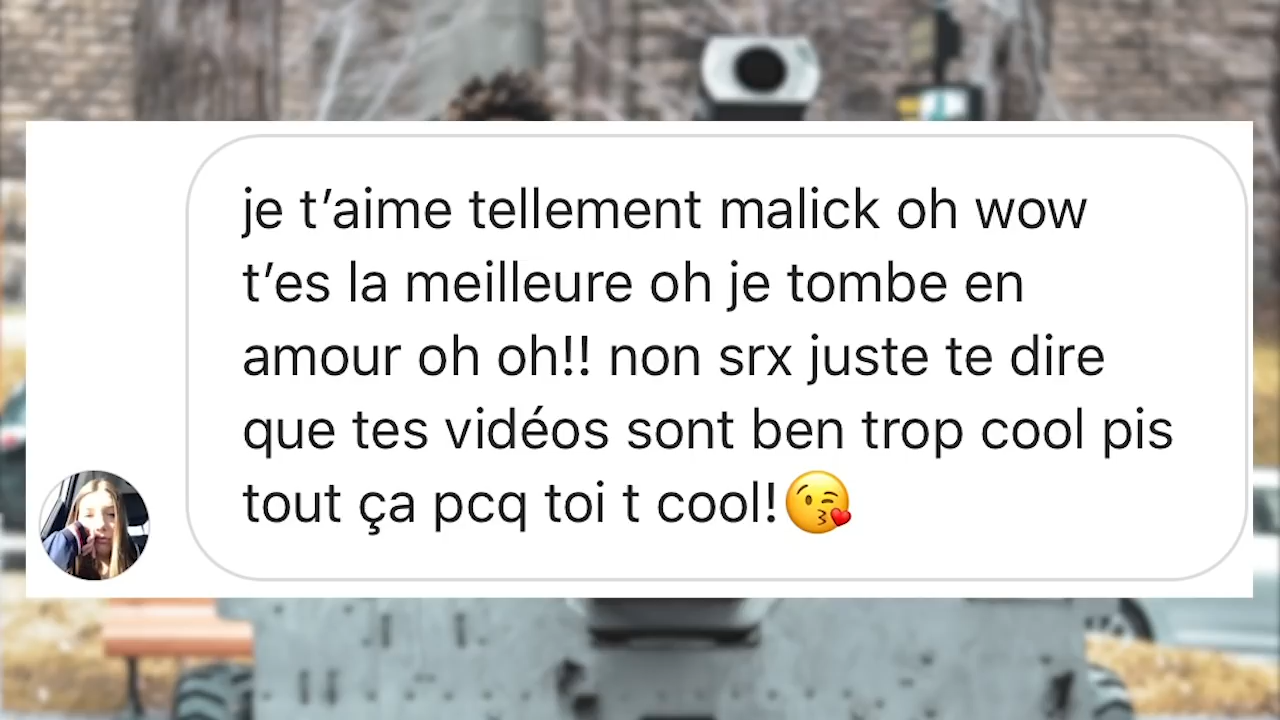 je t’aime tellement malick oh wow
t’es la meilleure oh je tombe en
amour oh oh!! non srx juste te dire
que tes vidéos sont ben trop cool pis
tout ça pcq toi t cool!😘